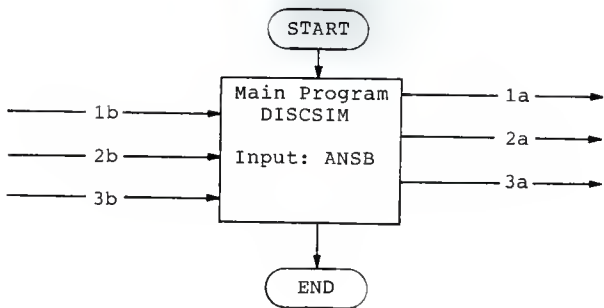 START
Main Program
DISCSIM
Input: ANSB
1b
2b
3b
1a
2a
3a
END